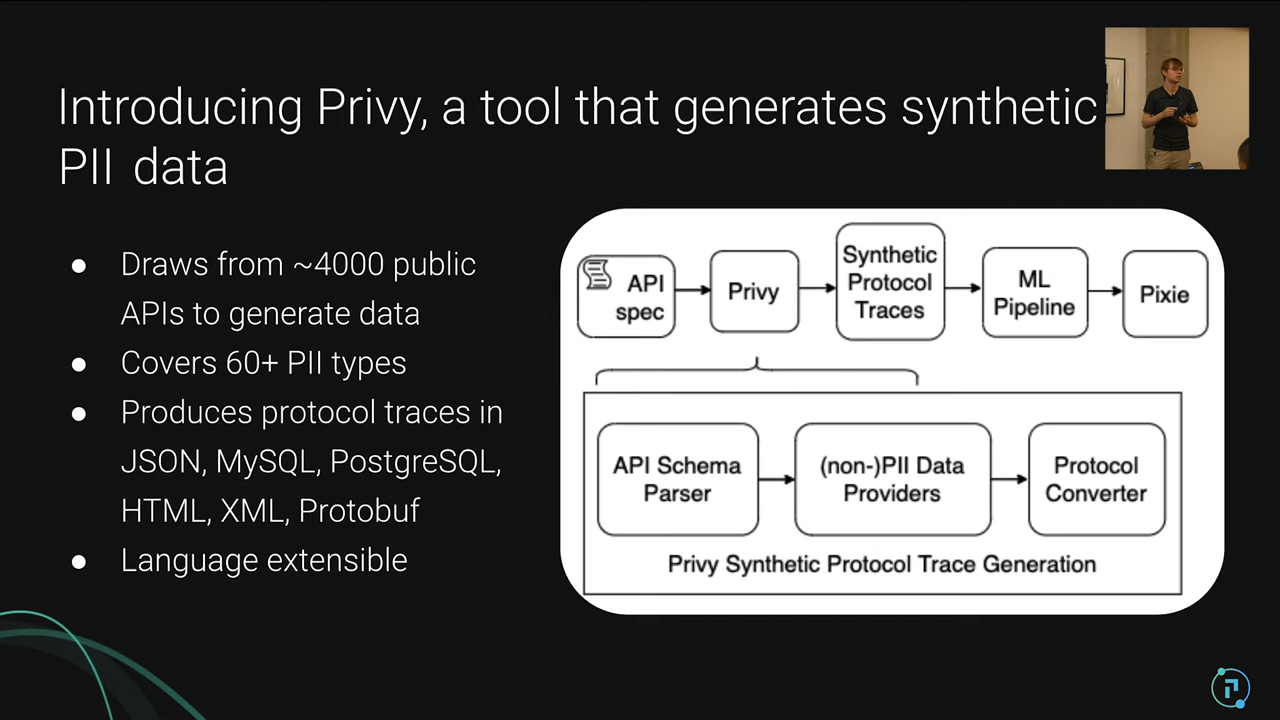 Introducing Privy, a tool that generates synthetic
PII data
● Draws from ~4000 public
APIs to generate data
● Covers 60+ PII types
● Produces protocol traces in
JSON, MySQL, PostgreSQL,
HTML, XML, Protobuf
● Language extensible
API
spec
Privy
Synthetic
Protocol
Traces
ML
Pipeline
Pixie
API Schema
Parser
(non-)PII Data
Providers
Protocol
Converter
Privy Synthetic Protocol Trace Generation